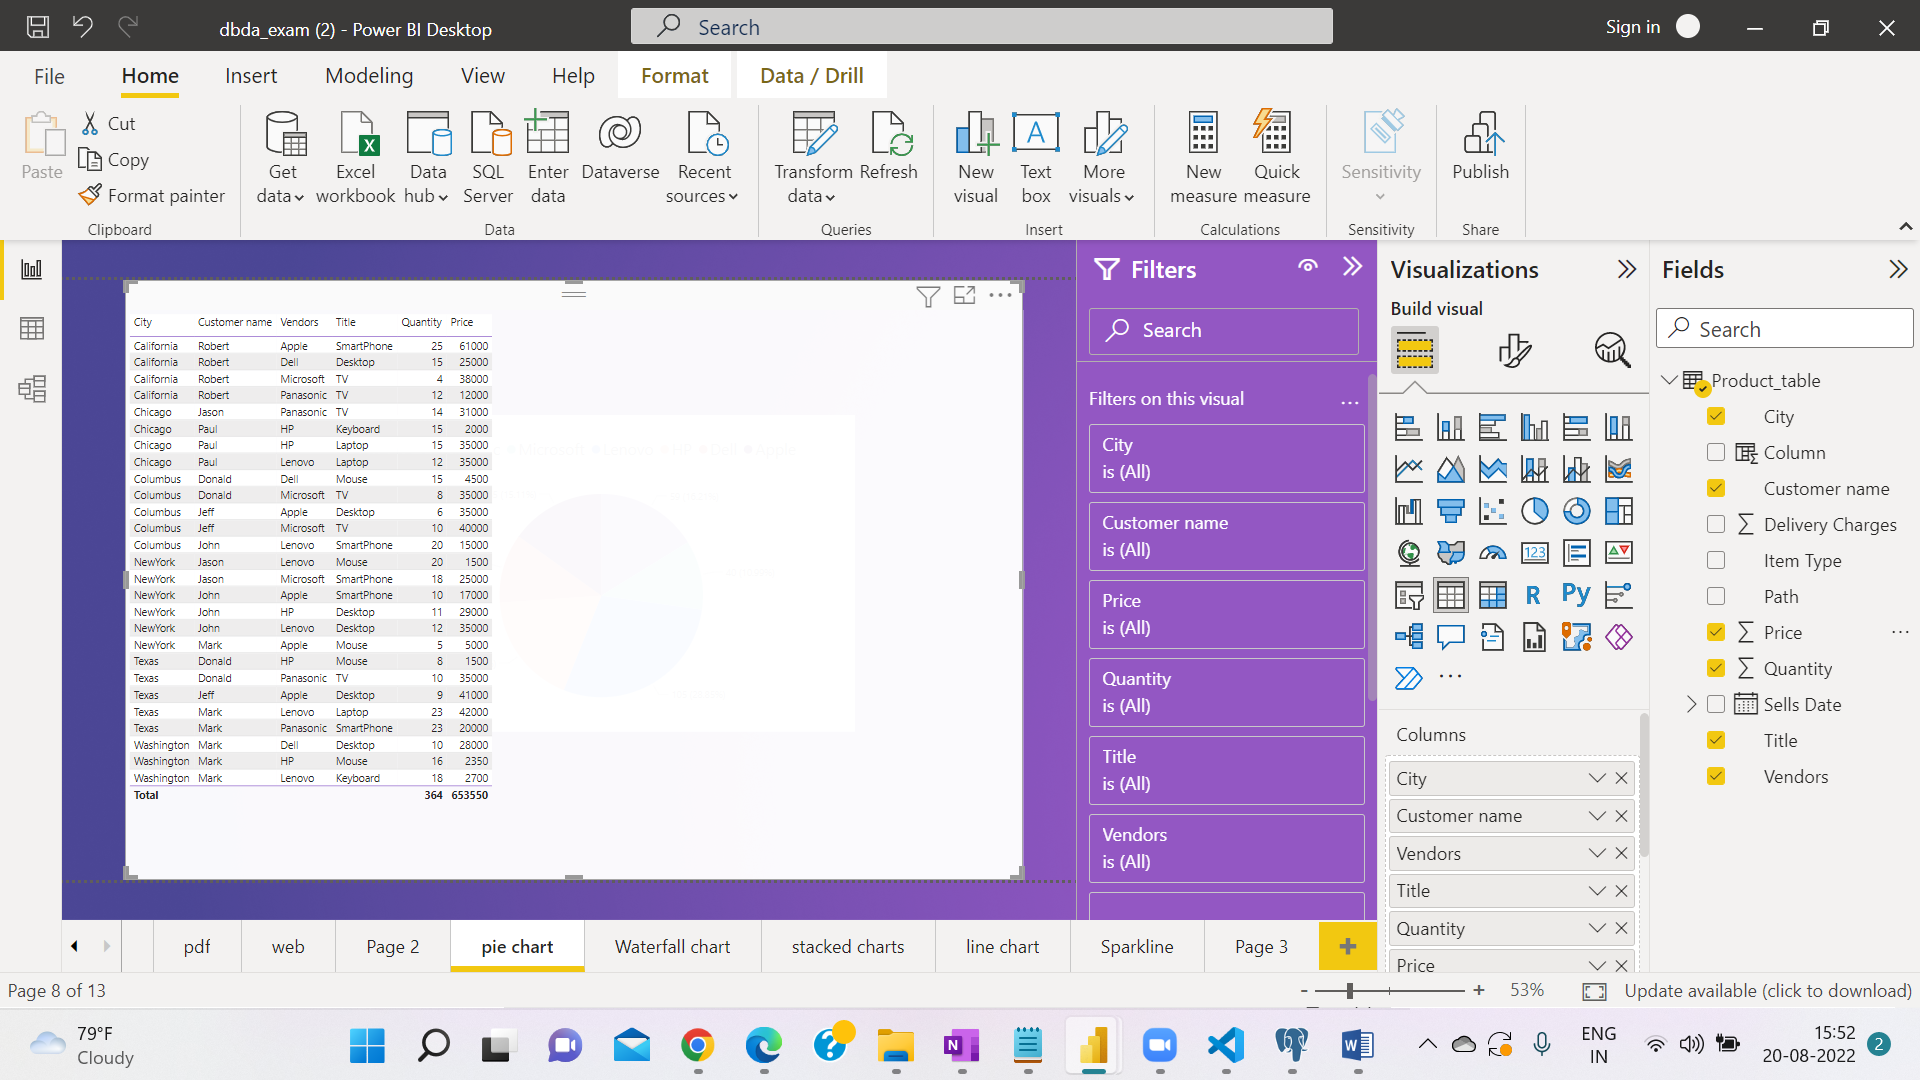 dbda_exam (2) - Power BI Desktop
Search
Sign in
File
Home
Insert
Modeling
View
Help
Format
Data / Drill
Paste
Cut
Copy
Format painter
Get data
Excel workbook
Data hub
SQL Server
Enter data
Dataverse
Recent sources
Transform data
Refresh
New visual
Text box
More visuals
New measure
Quick measure
Sensitivity
Publish
Clipboard
Data
Queries
Insert
Calculations
Sensitivity
Share
City Customer name Vendors Title Quantity Price
California Robert Apple SmartPhone 25 61000
California Robert Dell Desktop 15 25000
California Robert Microsoft TV 4 38000
California Robert Panasonic TV 12 12000
Chicago Jason Panasonic TV 14 31000
Chicago Paul HP Keyboard 15 2000
Chicago Paul HP Laptop 15 35000
Chicago Paul Lenovo Laptop 12 35000
Columbus Donald Dell Mouse 15 4500
Columbus Donald Microsoft TV 8 35000
Columbus Jeff Apple Desktop 6 35000
Columbus Jeff Microsoft TV 10 40000
Columbus John Lenovo SmartPhone 20 15000
NewYork Jason Lenovo Mouse 20 1500
NewYork Jason Microsoft SmartPhone 18 25000
NewYork John Apple SmartPhone 10 17000
NewYork John HP Desktop 11 29000
NewYork John Lenovo Desktop 12 35000
NewYork Mark Apple Mouse 5 5000
Texas Donald HP Mouse 8 1500
Texas Donald Panasonic TV 10 35000
Texas Jeff Apple Desktop 9 41000
Texas Mark Lenovo Laptop 23 42000
Texas Mark Panasonic SmartPhone 23 20000
Washington Mark Dell Desktop 10 28000
Washington Mark HP Mouse 16 2350
Washington Mark Lenovo Keyboard 18 2700
Total 364 653550
Filters
Search
Filters on this visual
City
is (All)
Customer name
is (All)
Price
is (All)
Quantity
is (All)
Title
is (All)
Vendors
is (All)
Visualizations
Build visual
123
R
Py
Columns
City
Customer name
Vendors
Title
Quantity
Price
Fields
Search
Product_table
City
Column
Customer name
Delivery Charges
Item Type
Path
Price
Quantity
Sells Date
Title
Vendors
pdf
web
Page 2
pie chart
Waterfall chart
stacked charts
line chart
Sparkline
Page 3
Page 8 of 13
53%
Update available (click to download)
79°F
Cloudy
ENG
IN
15:52
20-08-2022
2